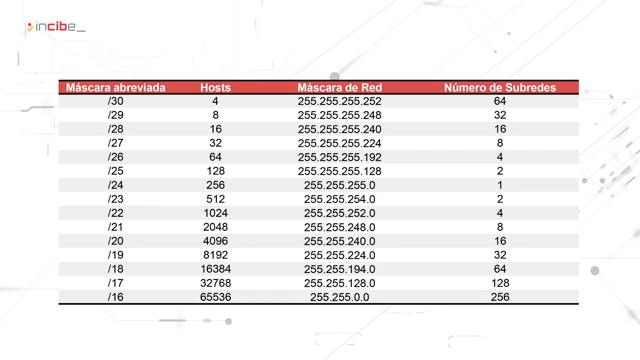 incibe_
Máscara abreviada Hosts Máscara de Red Número de Subredes
/30 4 255.255.255.252 64
/29 8 255.255.255.248 32
/28 16 255.255.255.240 16
/27 32 255.255.255.224 8
/26 64 255.255.255.192 4
/25 128 255.255.255.128 2
/24 256 255.255.255.0 1
/23 512 255.255.254.0 2
/22 1024 255.255.252.0 4
/21 2048 255.255.248.0 8
/20 4096 255.255.240.0 16
/19 8192 255.255.224.0 32
/18 16384 255.255.194.0 64
/17 32768 255.255.128.0 128
/16 65536 255.255.0.0 256